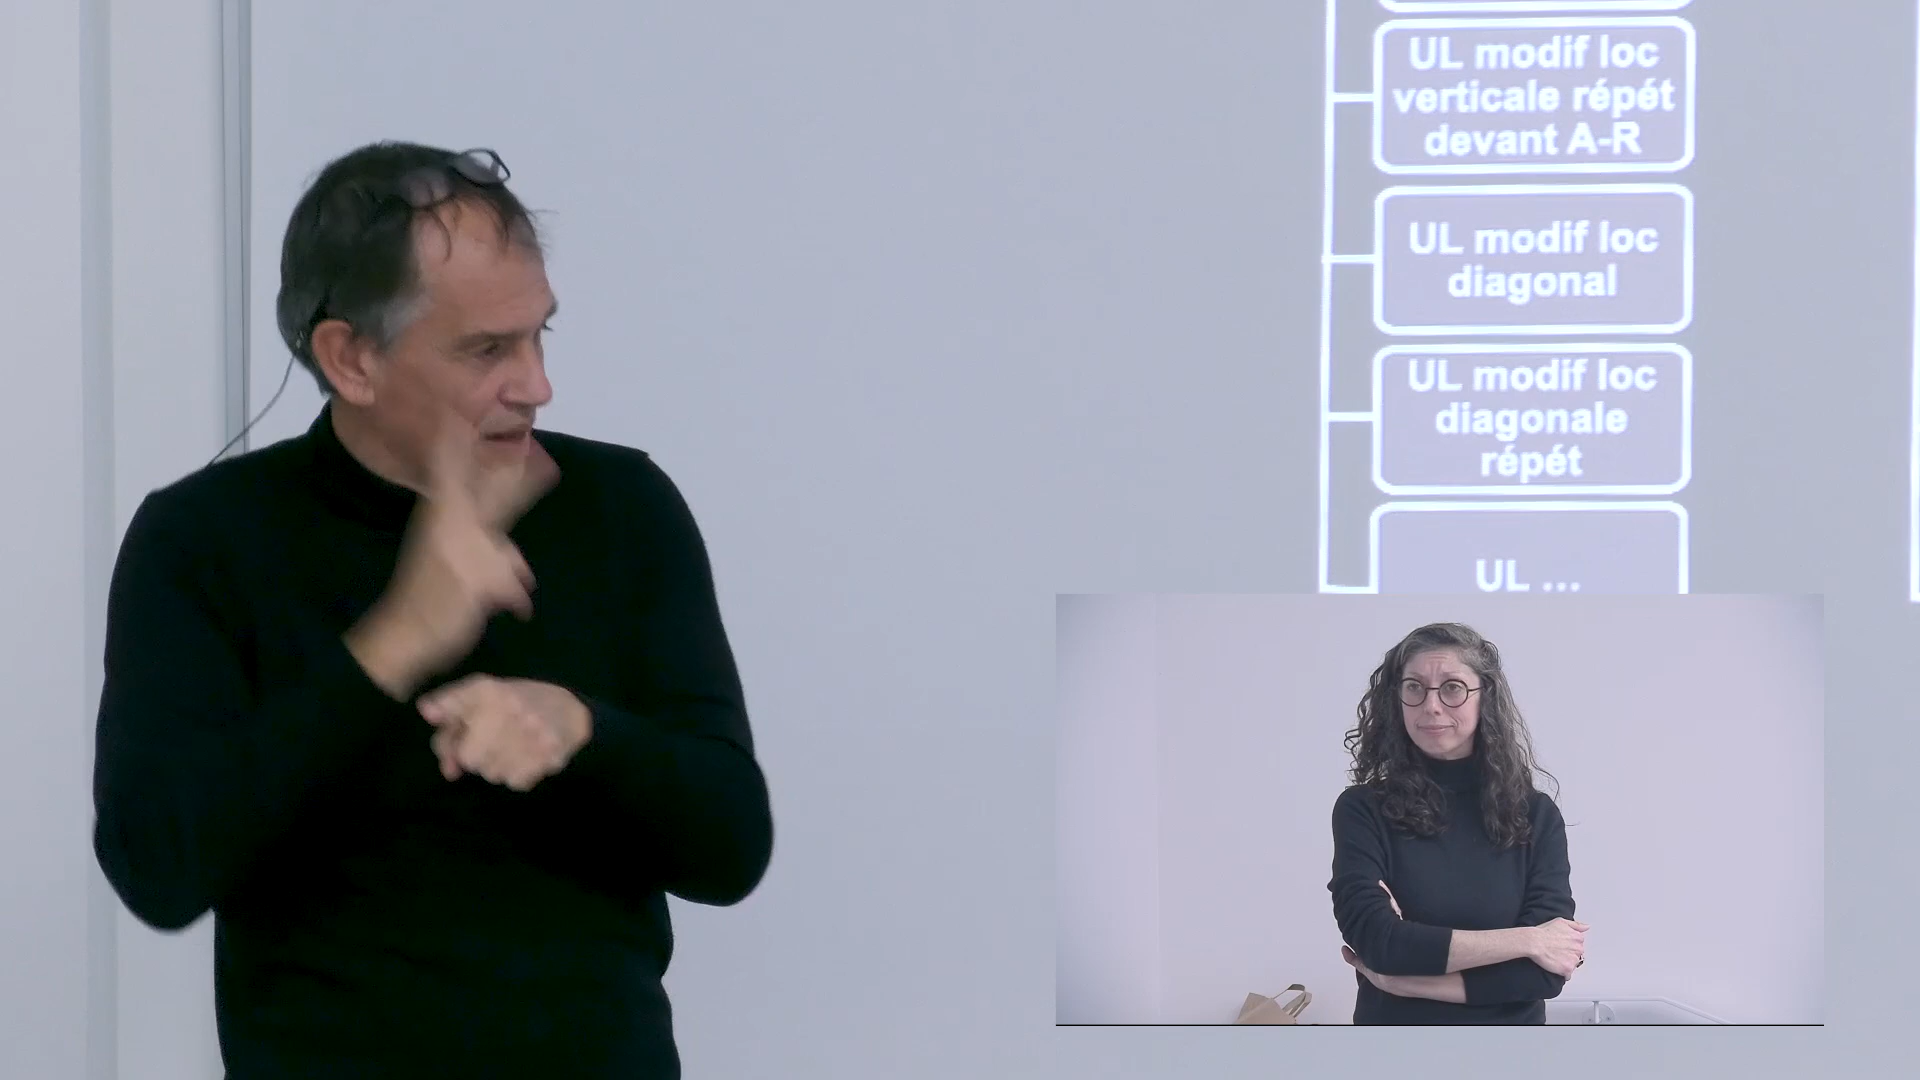 UL modif loc
verticale répét
devant A-R
UL modif loc
diagonal
UL modif loc
diagonale
répét
UL ...